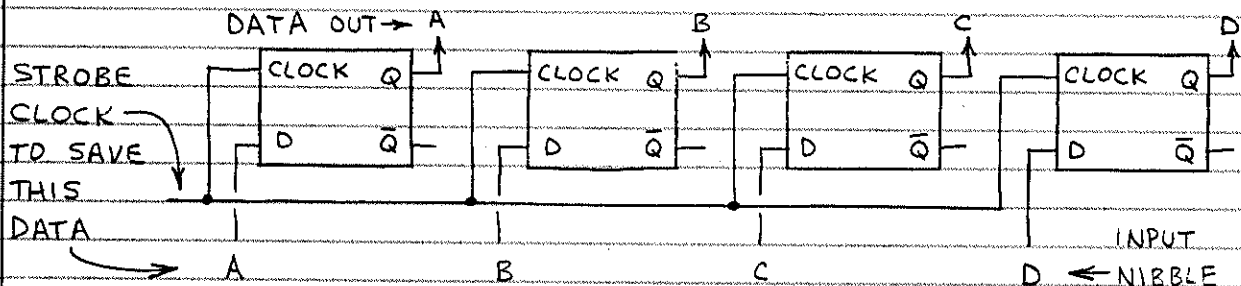 DATA OUT→ A B C D
STROBE CLOCK Q CLOCK Q CLOCK Q CLOCK Q
CLOCK
TO SAVE D Q̅ D Q̅ D Q̅ D Q̅
THIS
DATA INPUT
A B C D ← NIBBLE